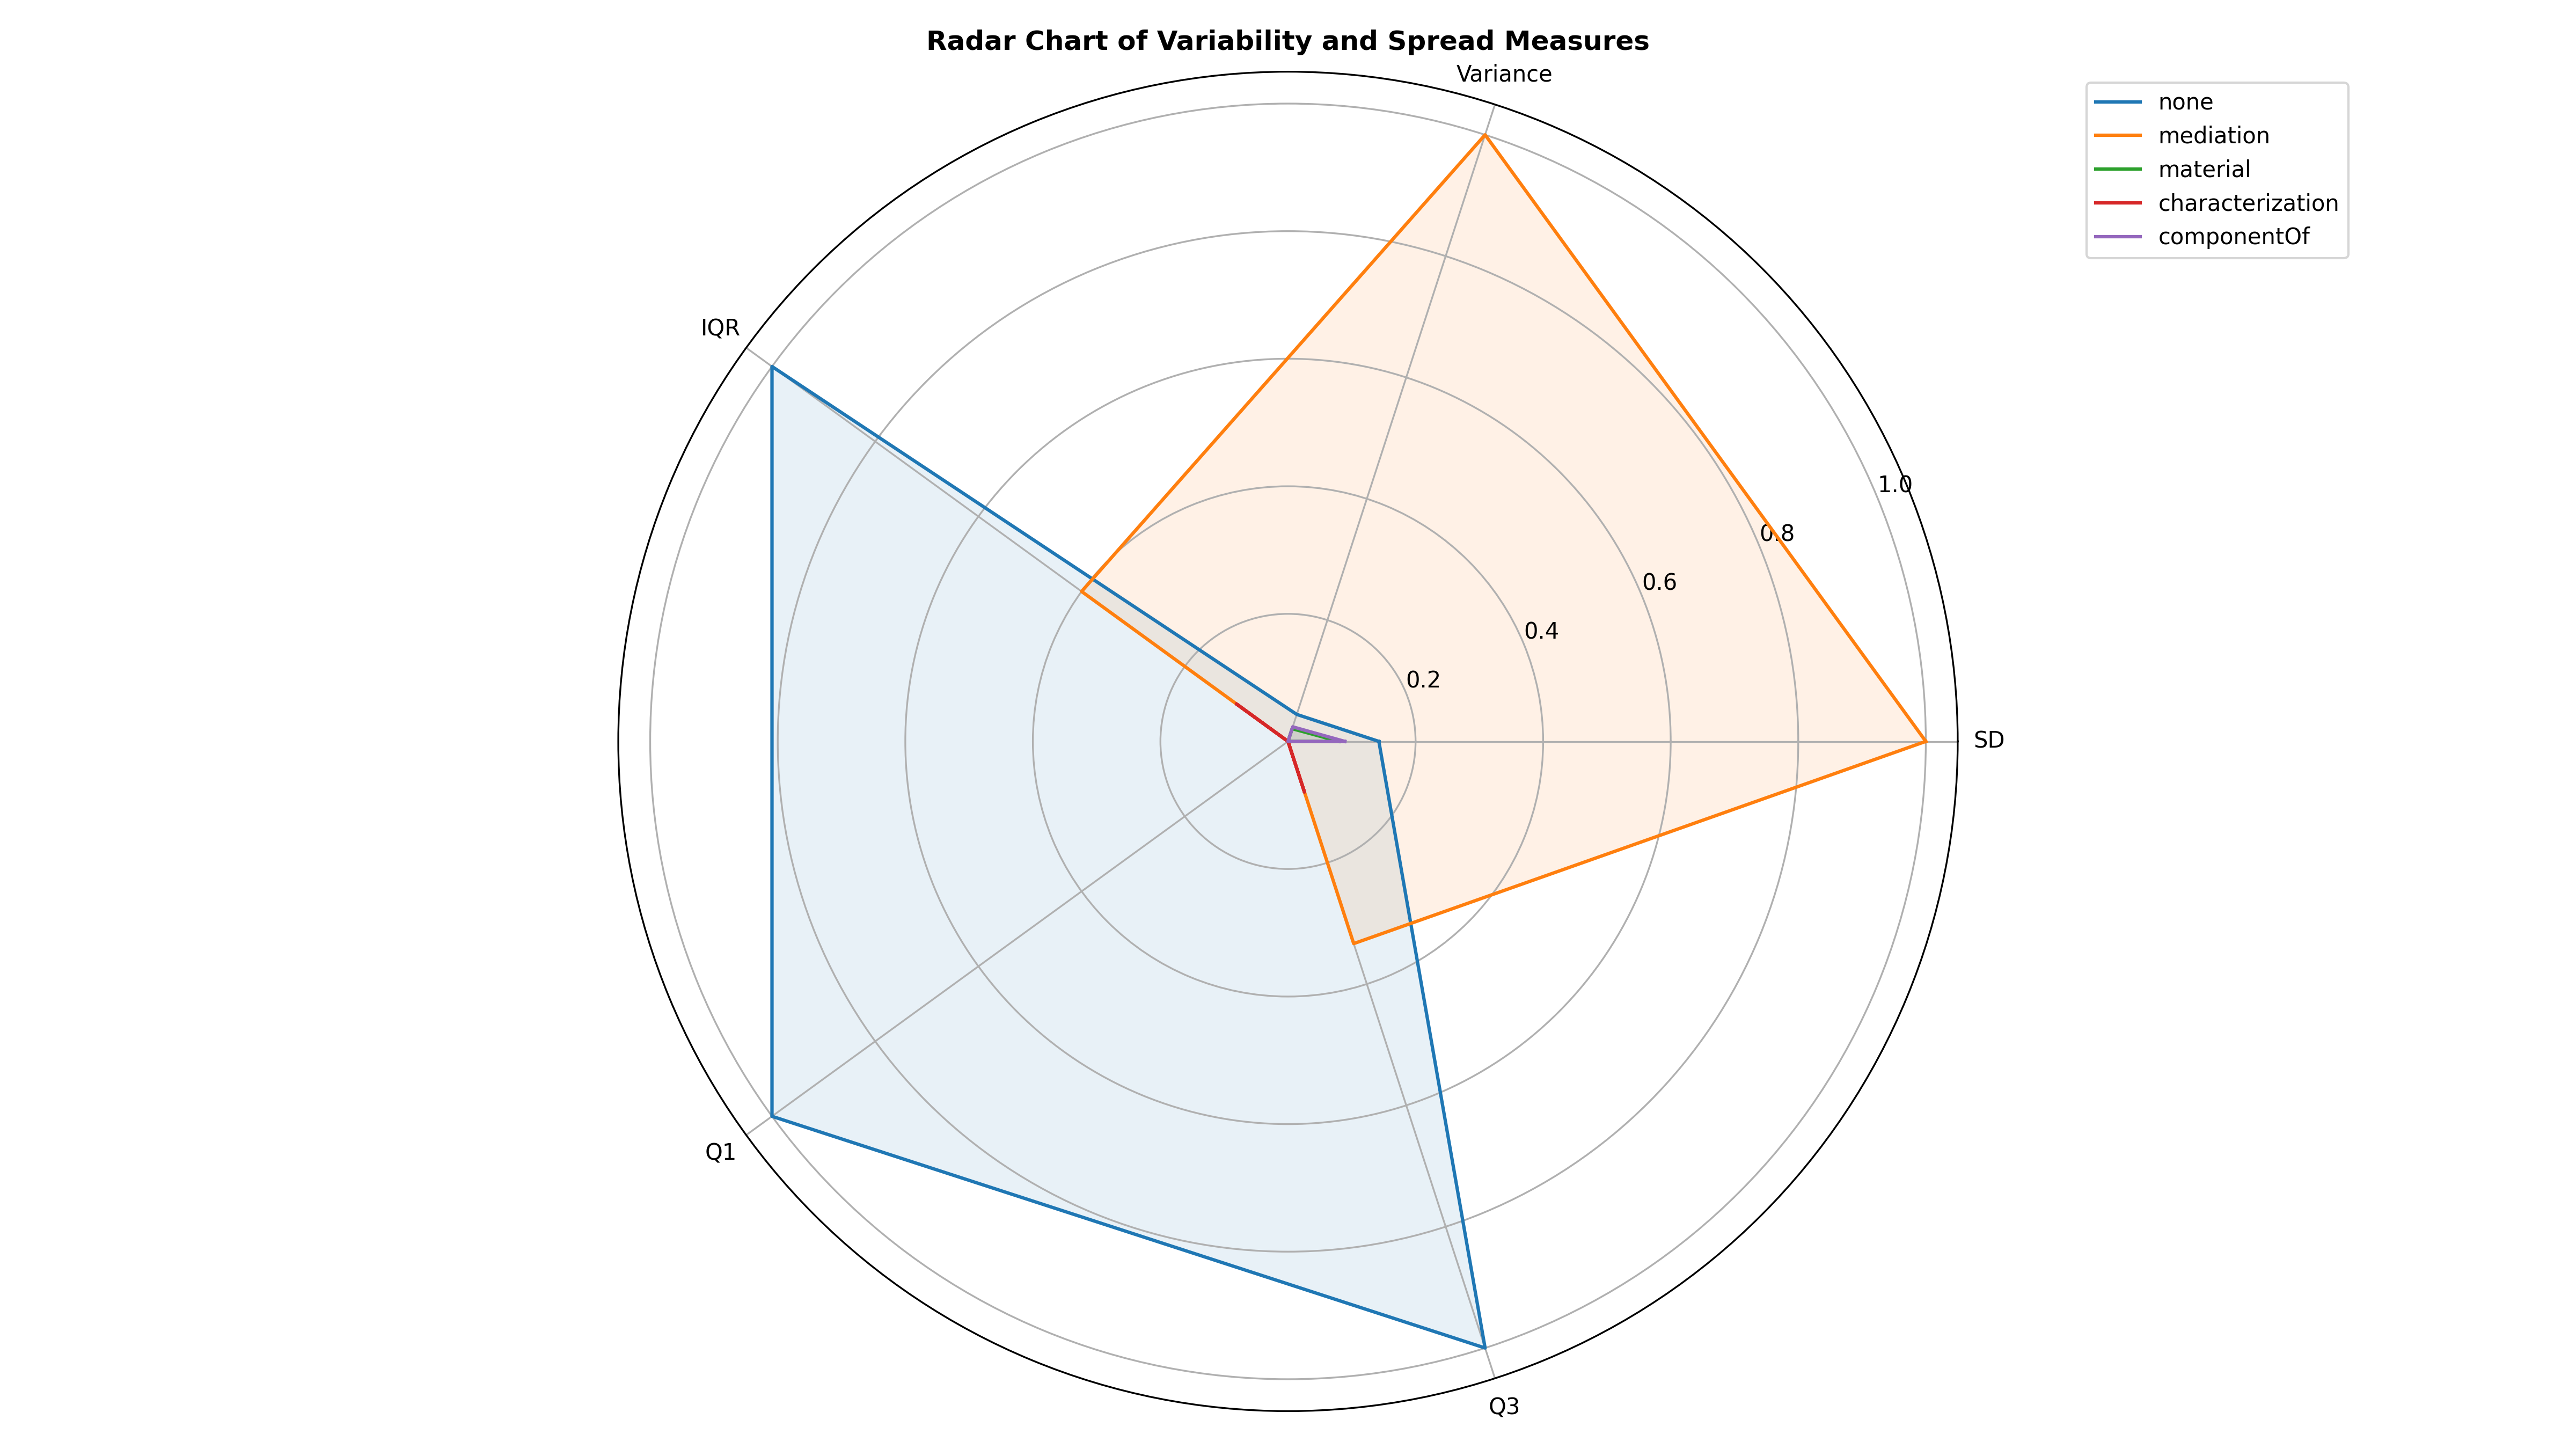 Radar Chart of Variability and Spread Measures
Variance
none
mediation
material
characterization
componentOf
IQR
1.0
0.8
0.6
0.4
0.2
SD
Q1
Q3